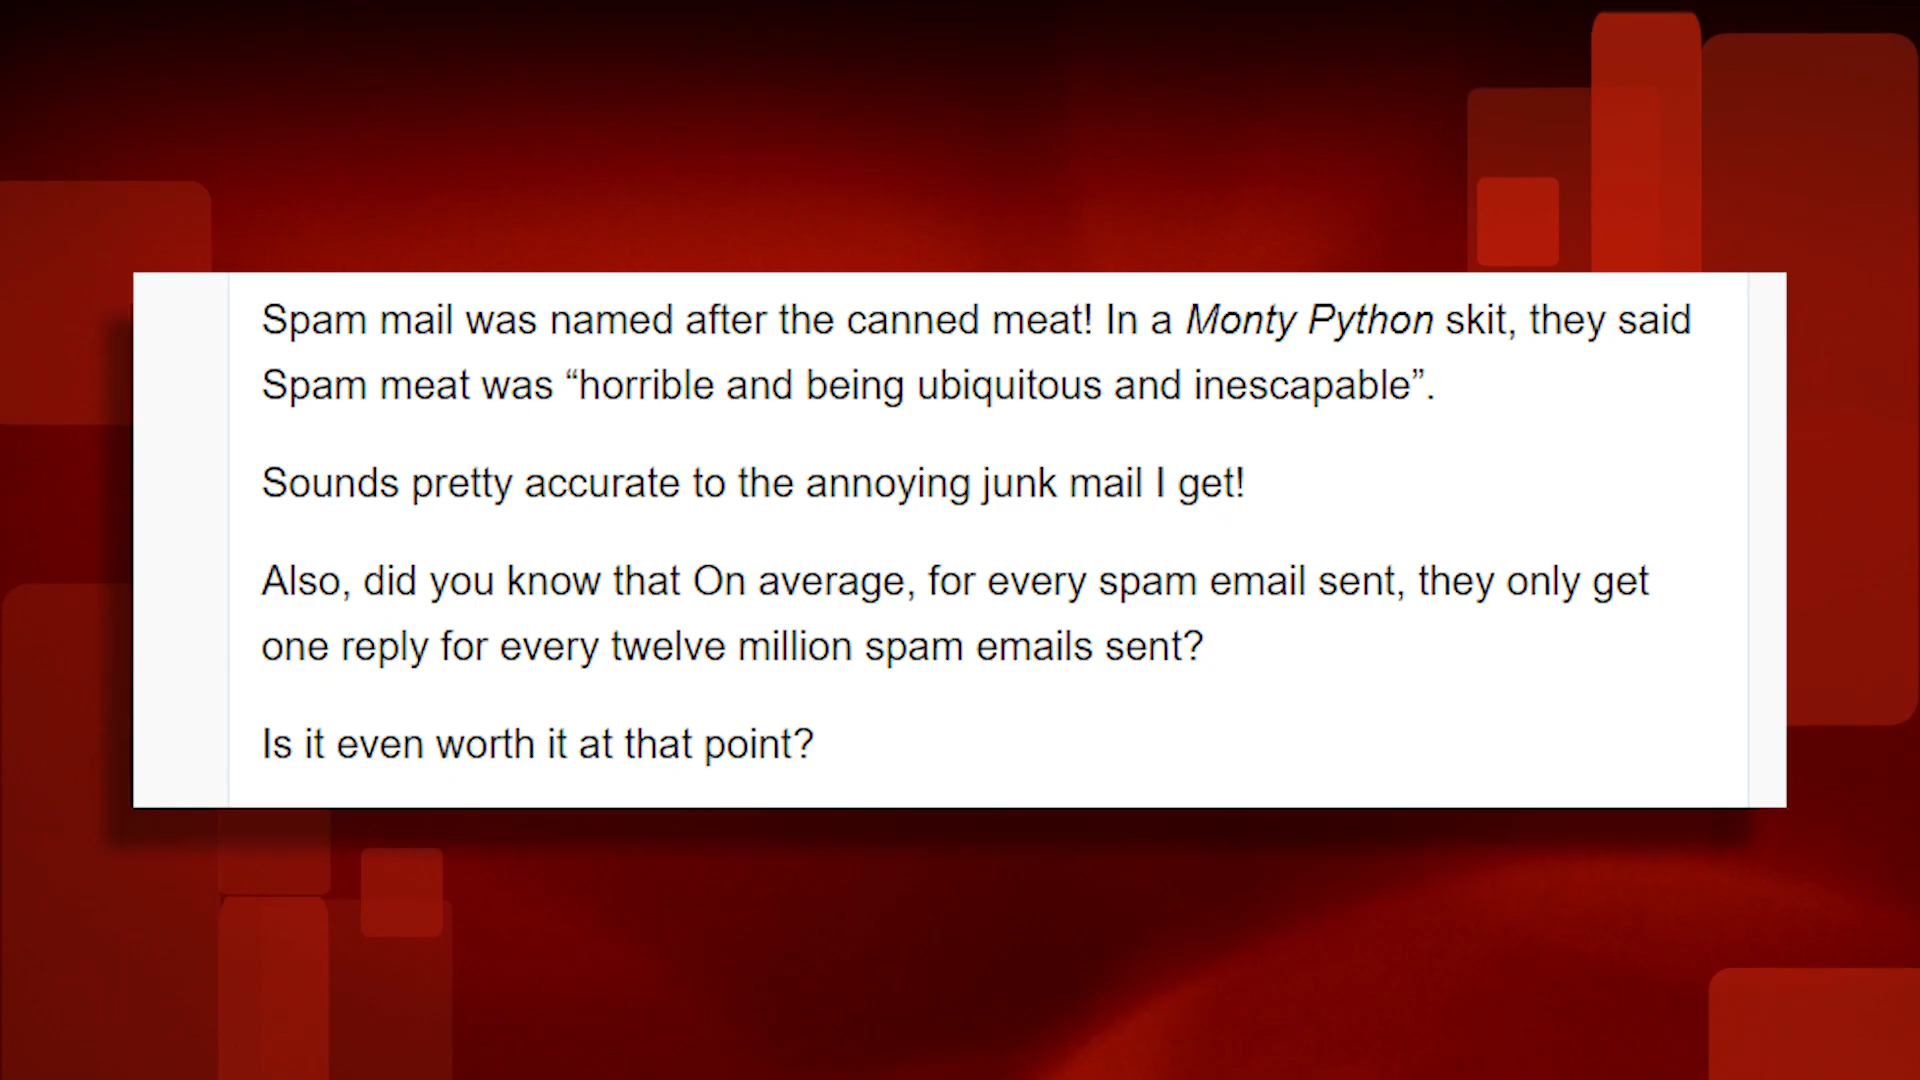 Spam mail was named after the canned meat! In a Monty Python skit, they said
Spam meat was “horrible and being ubiquitous and inescapable”.
Sounds pretty accurate to the annoying junk mail I get!
Also, did you know that On average, for every spam email sent, they only get
one reply for every twelve million spam emails sent?
Is it even worth it at that point?